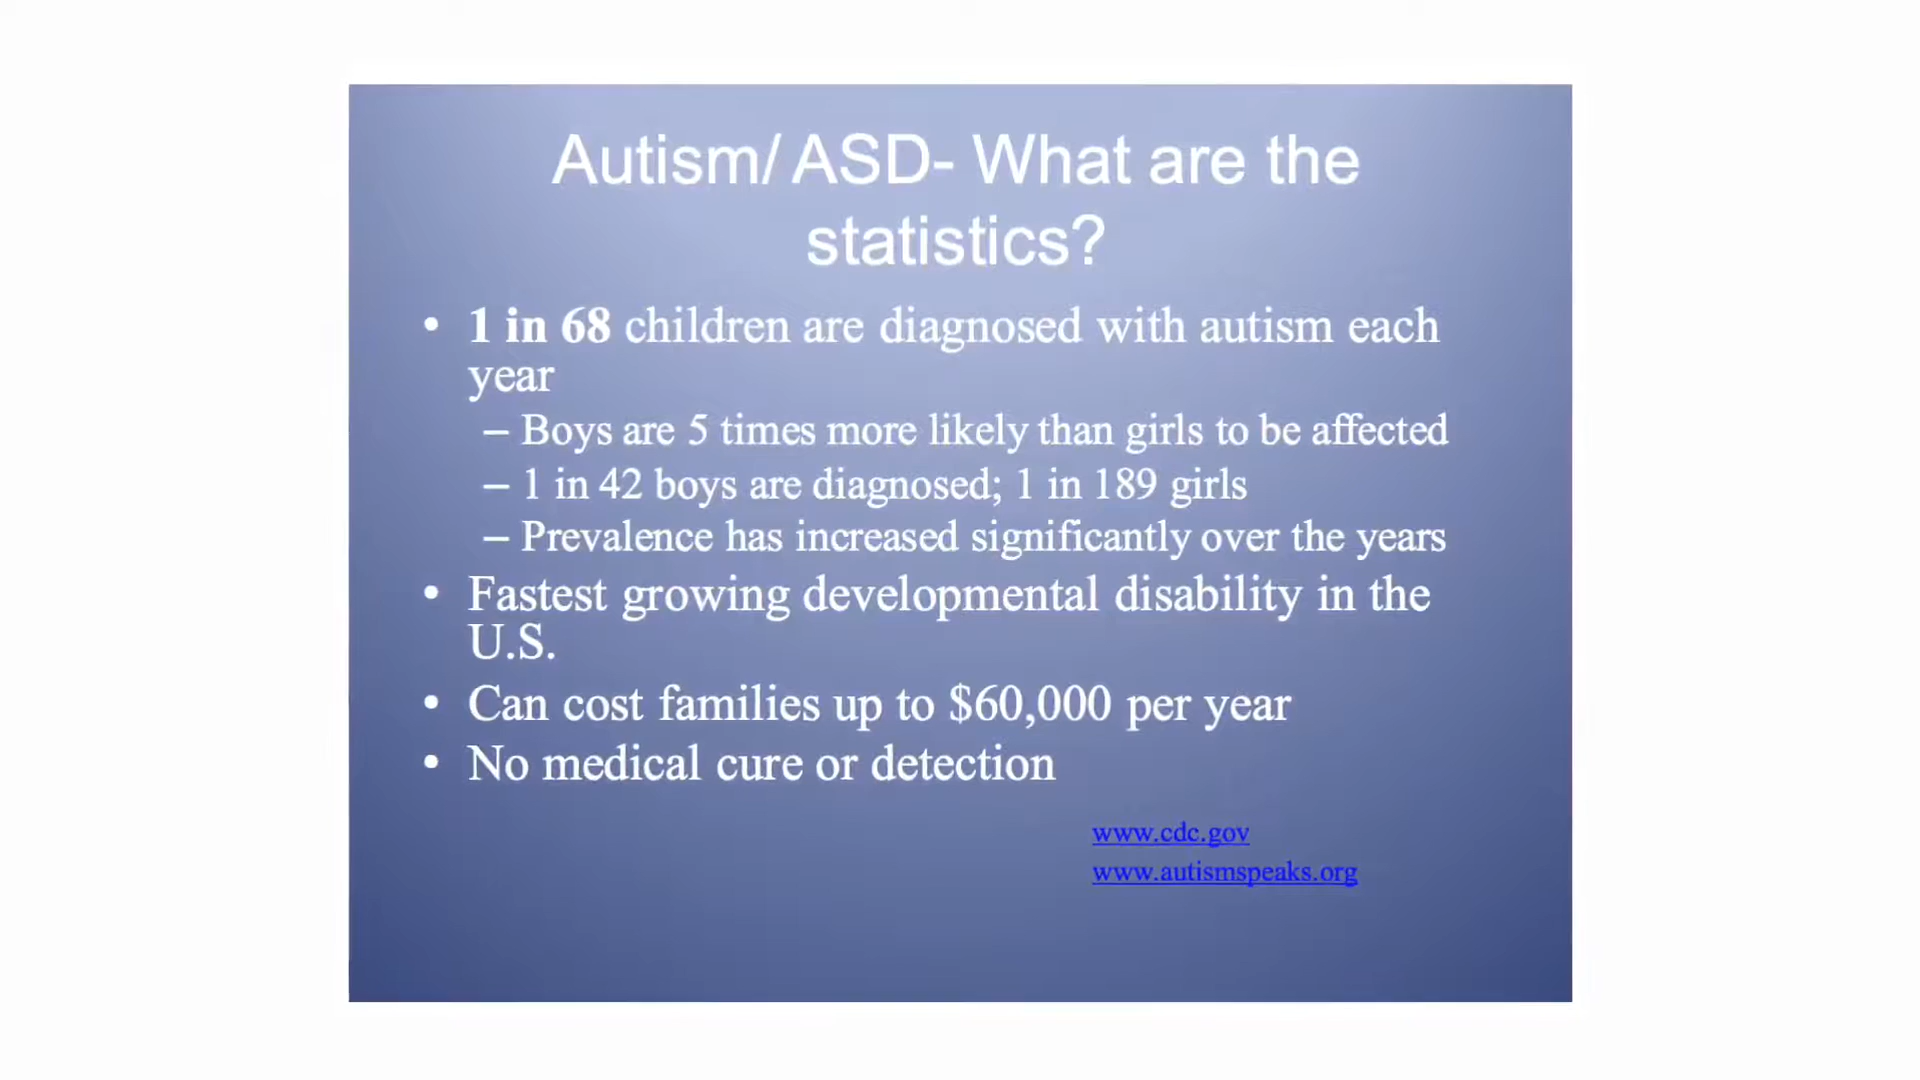 Autism/ ASD- What are the
statistics?
• 1 in 68 children are diagnosed with autism each
year
– Boys are 5 times more likely than girls to be affected
– 1 in 42 boys are diagnosed; 1 in 189 girls
– Prevalence has increased significantly over the years
• Fastest growing developmental disability in the
U.S.
• Can cost families up to $60,000 per year
• No medical cure or detection
www.cdc.gov
www.autismspeaks.org